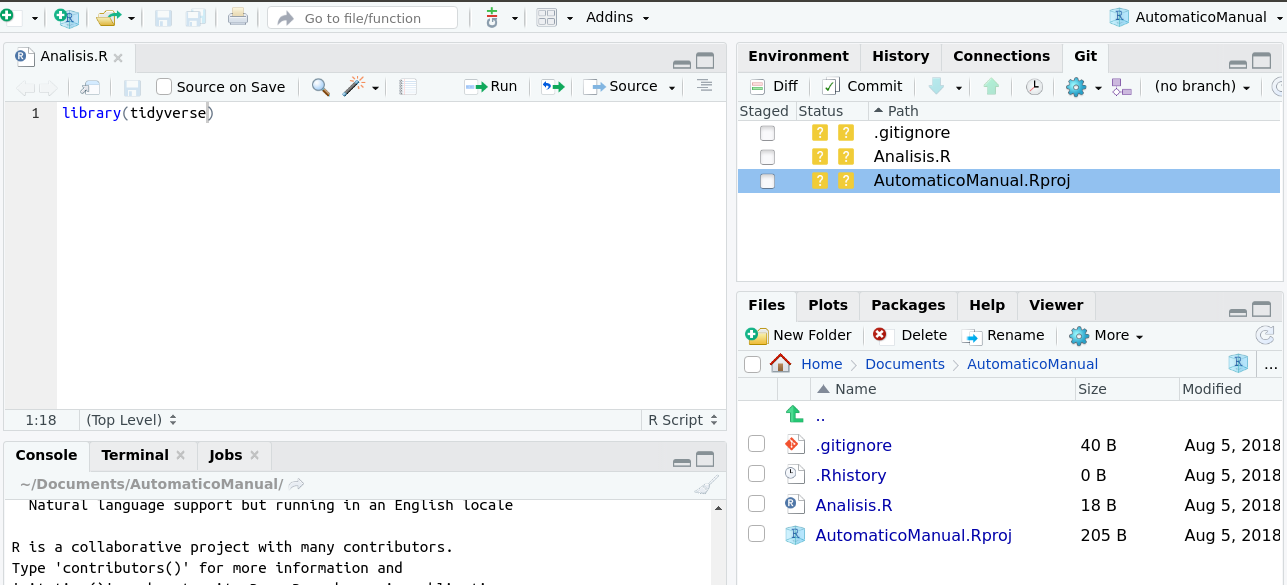 Go to file/function Addins AutomaticoManual
Analisis.R
Source on Save Run Source
1 library(tidyverse)
1:18 (Top Level) R Script
Console Terminal Jobs
~/Documents/AutomaticoManual/
Natural language support but running in an English locale
R is a collaborative project with many contributors.
Type 'contributors()' for more information and
Environment History Connections Git
Diff Commit (no branch)
Staged Status Path
? ? .gitignore
? ? Analisis.R
? ? AutomaticoManual.Rproj
Files Plots Packages Help Viewer
New Folder Delete Rename More
Home Documents AutomaticoManual ...
Name Size Modified
..
.gitignore 40 B Aug 5, 2018
.Rhistory 0 B Aug 5, 2018
Analisis.R 18 B Aug 5, 2018
AutomaticoManual.Rproj 205 B Aug 5, 2018